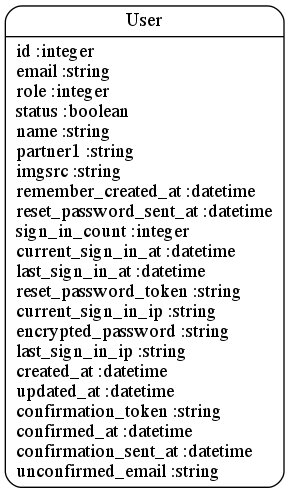 User
id :integer
email :string
role :integer
status :boolean
name :string
partner1 :string
imgsrc :string
remember_created_at :datetime
reset_password_sent_at :datetime
sign_in_count :integer
current_sign_in_at :datetime
last_sign_in_at :datetime
reset_password_token :string
current_sign_in_ip :string
encrypted_password :string
last_sign_in_ip :string
created_at :datetime
updated_at :datetime
confirmation_token :string
confirmed_at :datetime
confirmation_sent_at :datetime
unconfirmed_email :string